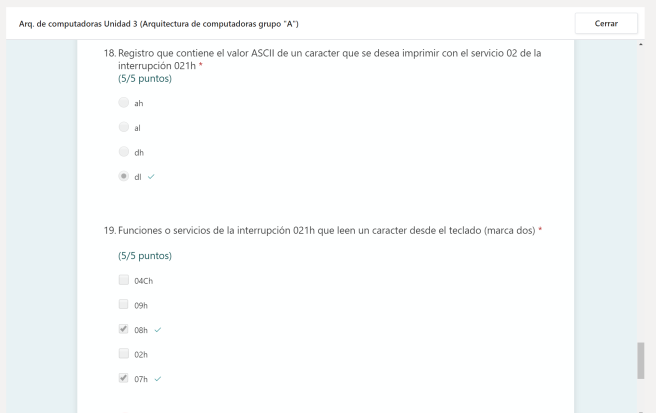 Arq. de computadoras Unidad 3 (Arquitectura de computadoras grupo "A")
Cerrar
18. Registro que contiene el valor ASCII de un caracter que se desea imprimir con el servicio 02 de la
interrupción 021h *
(5/5 puntos)
ah
al
dh
dl
19. Funciones o servicios de la interrupción 021h que leen un caracter desde el teclado (marca dos) *
(5/5 puntos)
04Ch
09h
08h
02h
07h